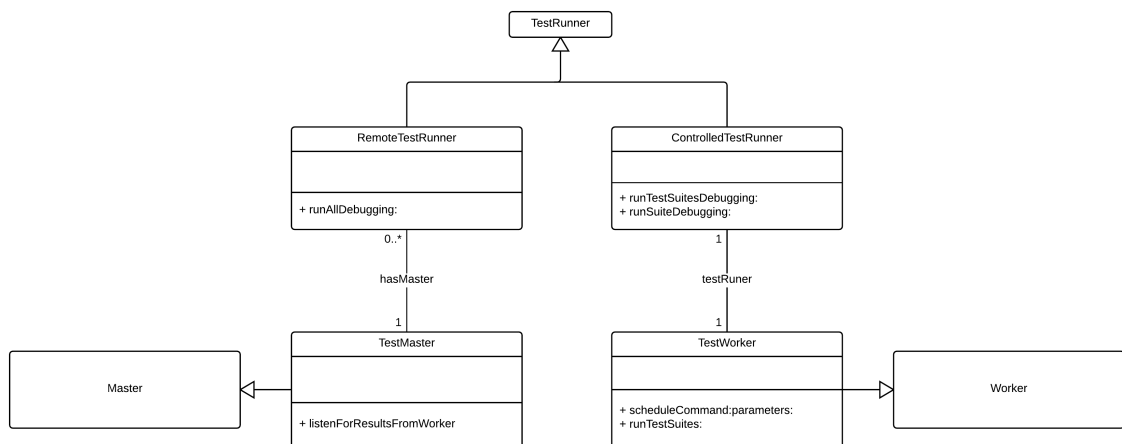 TestRunner
RemoteTestRunner
+ runAllDebugging:
ControlledTestRunner
+ runTestSuitesDebugging:
+ runSuiteDebugging:
0..*
hasMaster
1
1
testRuner
1
Master
TestMaster
+ listenForResultsFromWorker
TestWorker
+ scheduleCommand:parameters:
+ runTestSuites:
Worker